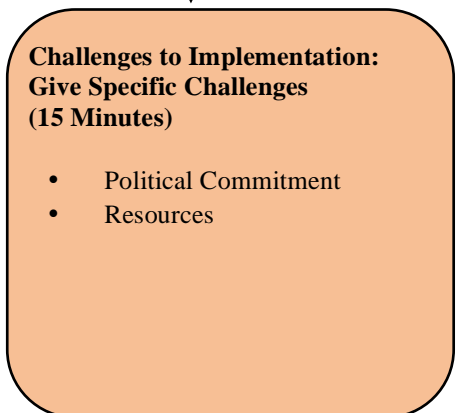 Challenges to Implementation:
Give Specific Challenges
(15 Minutes)
• Political Commitment
• Resources